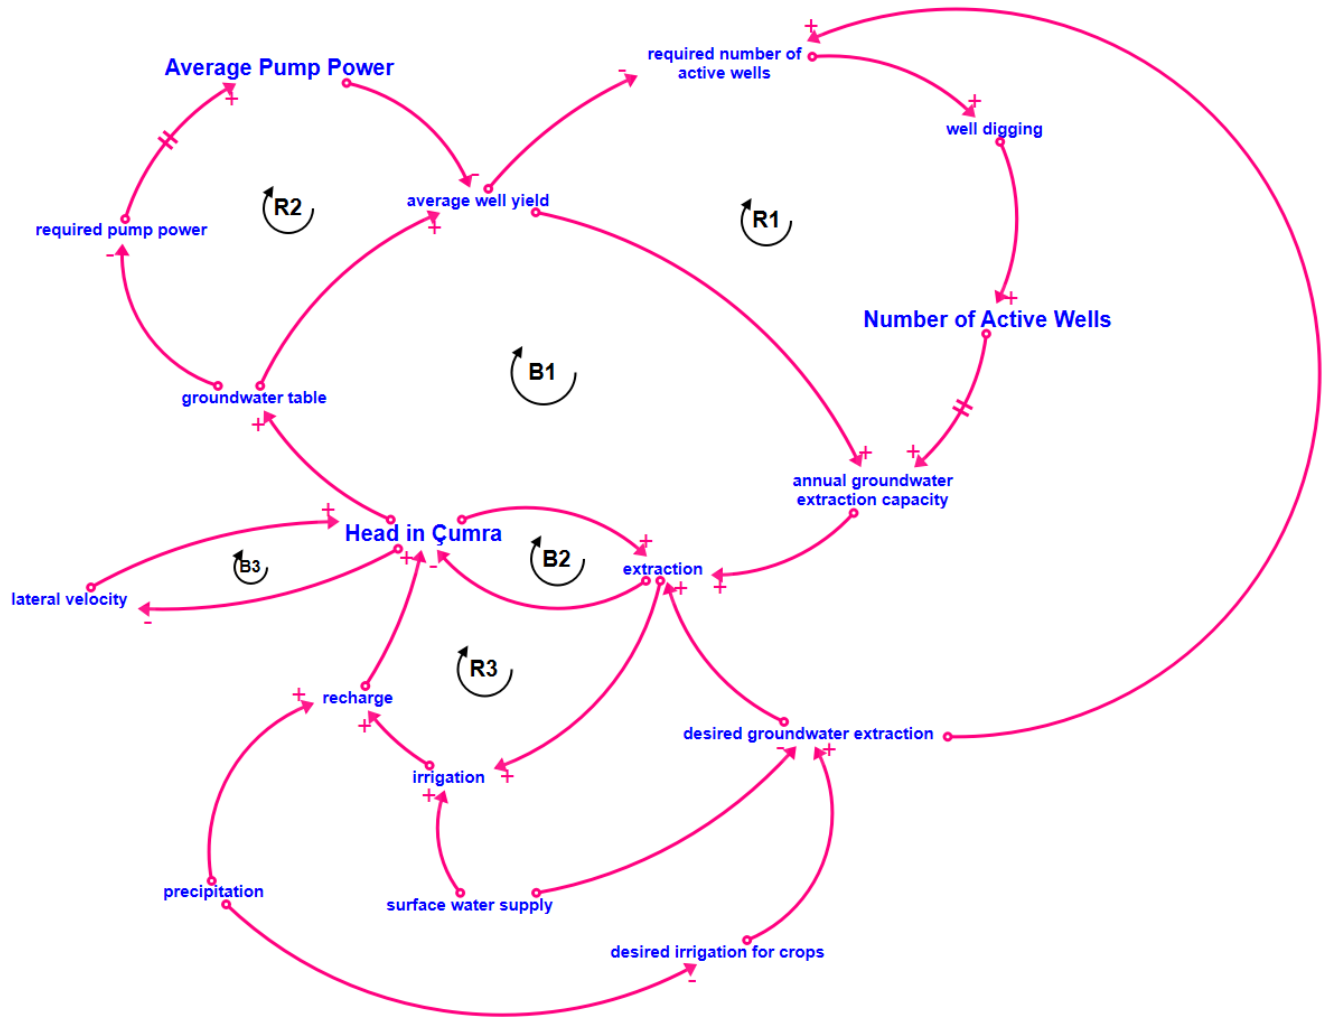 +
required number of
active wells
-
Average Pump Power
+
+
well digging
-
average well yield
+
R2
R1
required pump power
-
+
Number of Active Wells
B1
groundwater table
+
+
+
annual groundwater
extraction capacity
+
Head in Çumra
+
-
B2
+
extraction
+
+
B3
lateral velocity
-
R3
+
recharge
+
desired groundwater extraction
-
+
irrigation
+
+
precipitation
surface water supply
desired irrigation for crops
-